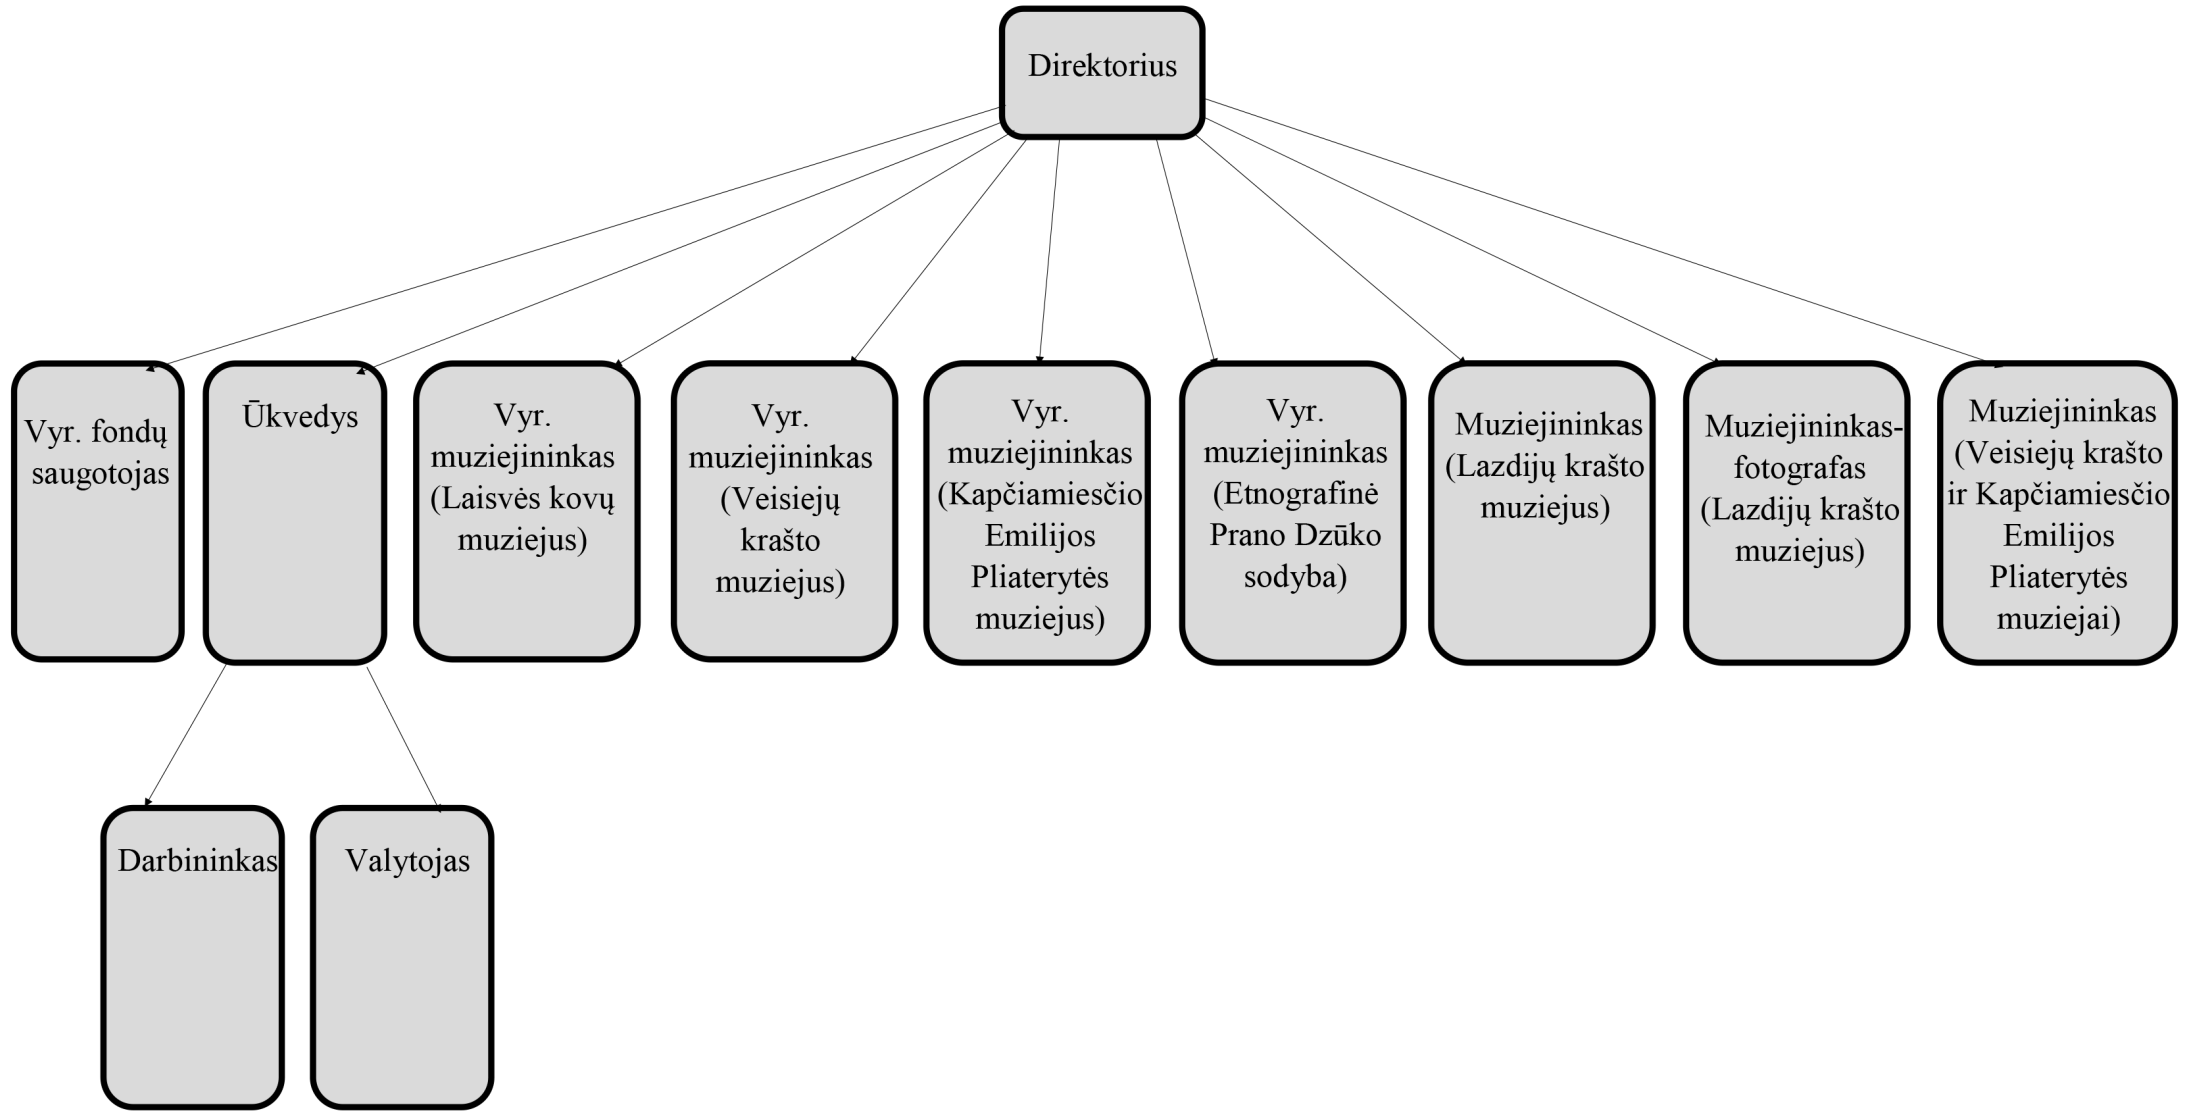 Direktorius
Vyr. fondų
saugotojas
Ūkvedys
Vyr.
muziejininkas
(Laisvės kovų
muziejus)
Vyr.
muziejininkas
(Veisiejų
krašto
muziejus)
Vyr.
muziejininkas
(Kapčiamiesčio
Emilijos
Pliaterytės
muziejus)
Vyr.
muziejininkas
(Etnografinė
Prano Dzūko
sodyba)
Muziejininkas
(Lazdijų krašto
muziejus)
Muziejininkas-
fotografas
(Lazdijų krašto
muziejus)
Muziejininkas
(Veisiejų krašto
ir Kapčiamiesčio
Emilijos
Pliaterytės
muziejai)
Darbininkas
Valytojas